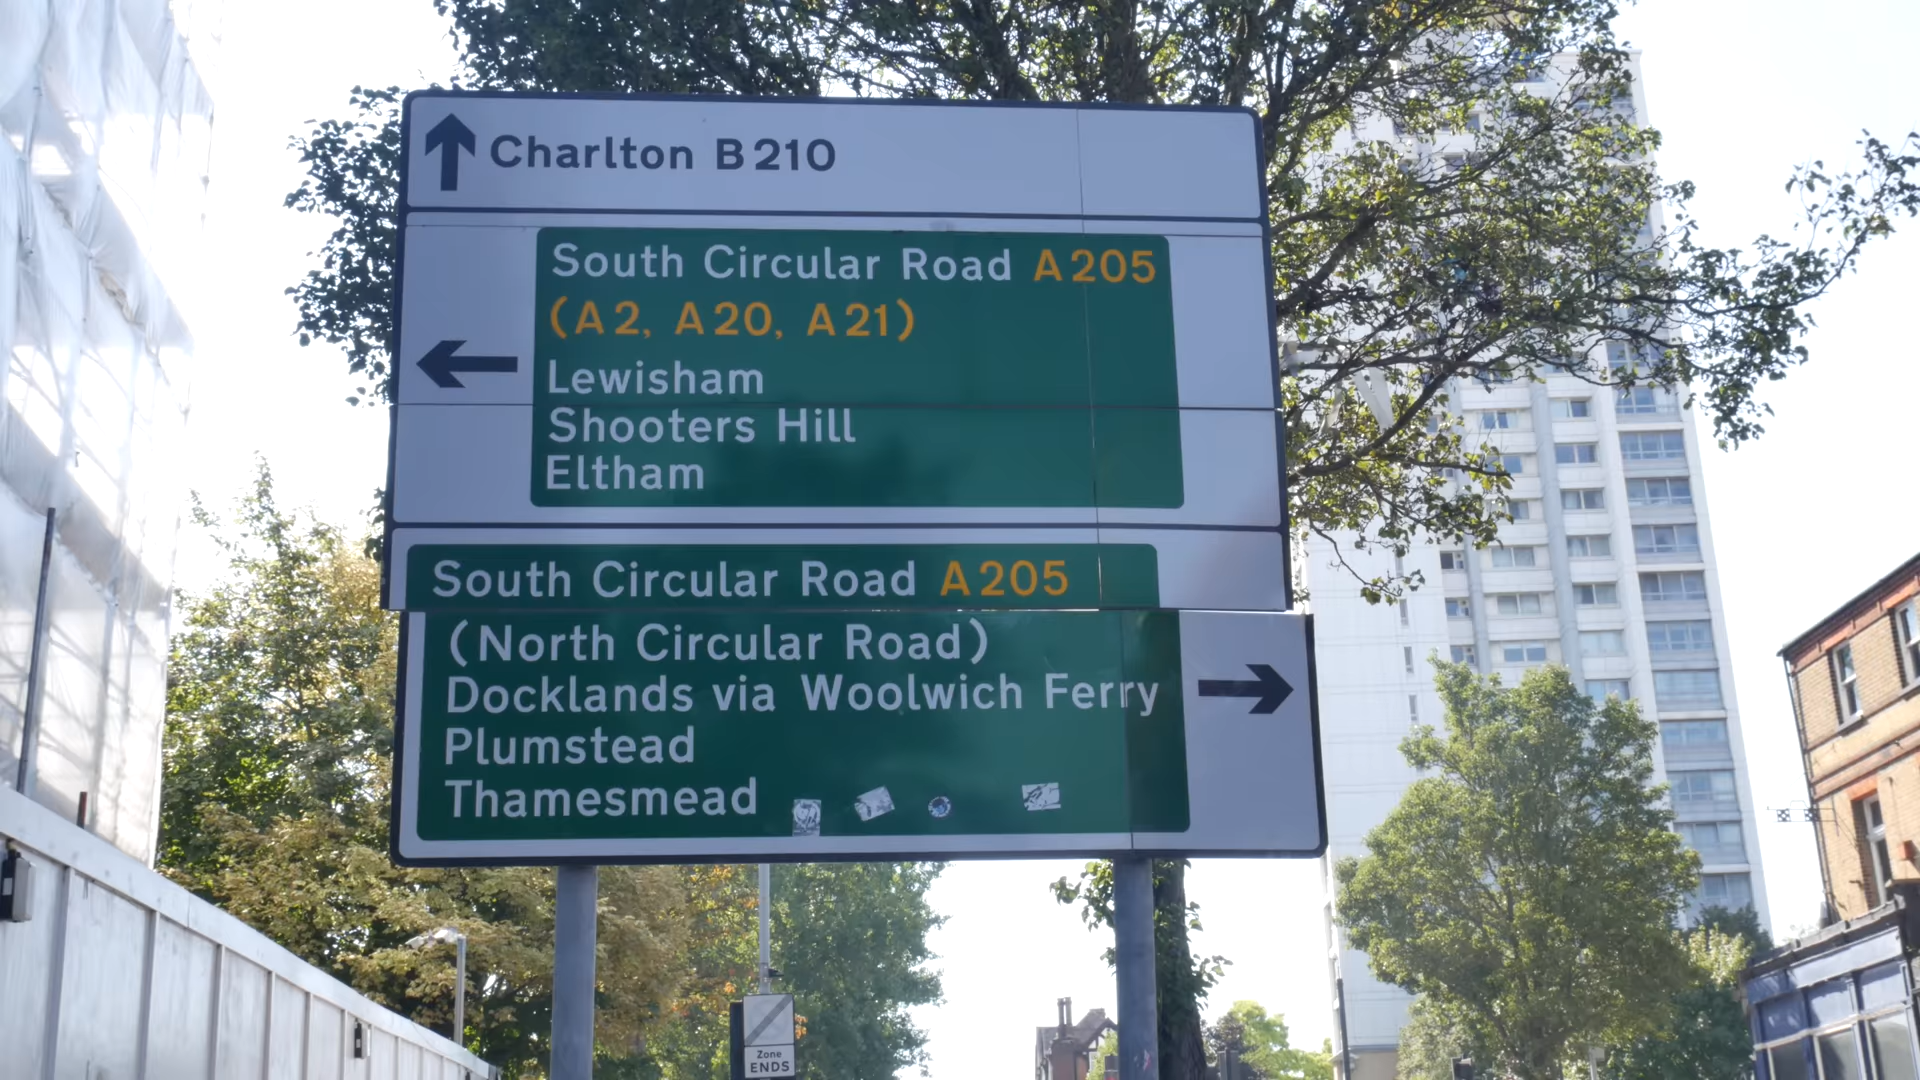 Charlton B210
South Circular Road A205
(A2, A20, A21)
Lewisham
Shooters Hill
Eltham
South Circular Road A205
(North Circular Road)
Docklands via Woolwich Ferry
Plumstead
Thamesmead
Zone
ENDS